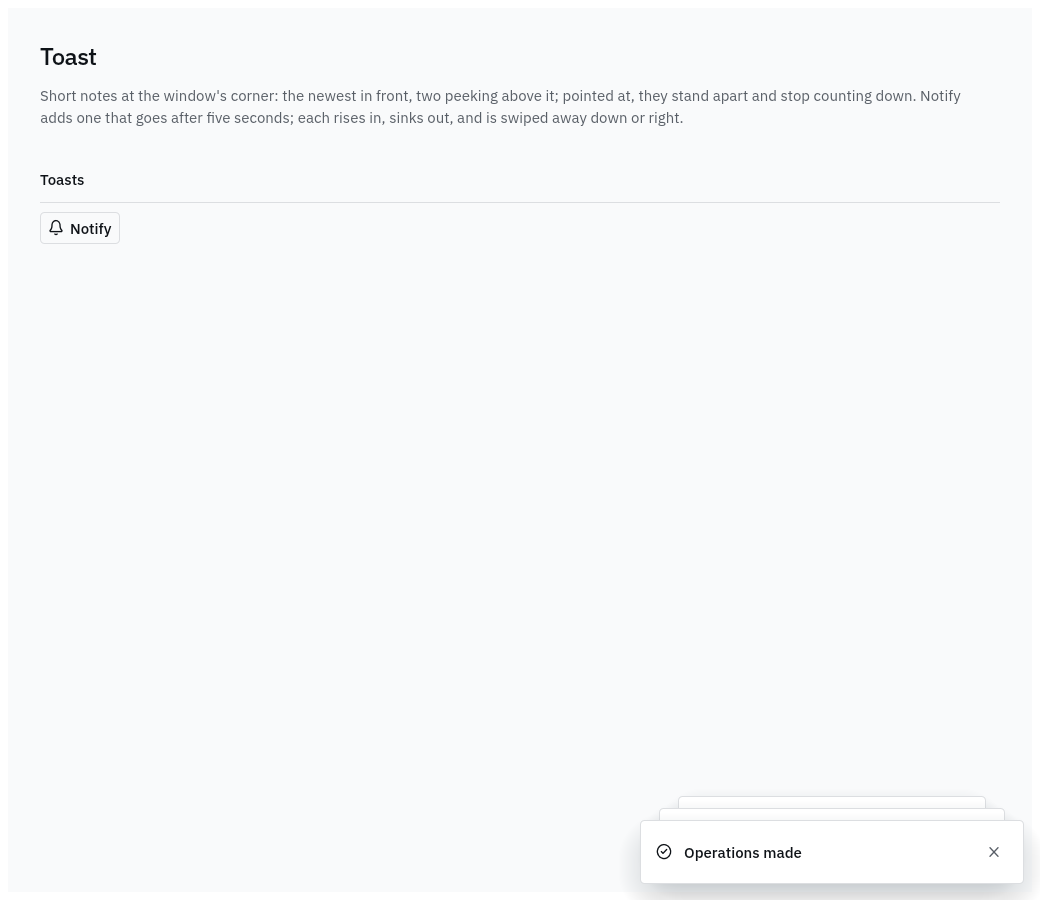 Toast
Short notes at the window's corner: the newest in front, two peeking above it; pointed at, they stand apart and stop counting down. Notify
adds one that goes after five seconds; each rises in, sinks out, and is swiped away down or right.
Toasts
Notify
Operations made